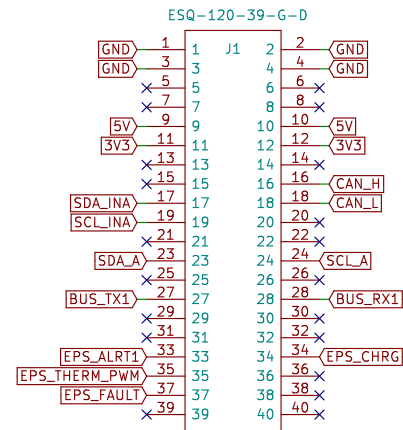 ESQ-120-39-G-D
J1
GND 1 1 2 2 GND
GND 3 3 4 4 GND
5 5 6 6
7 7 8 8
5V 9 9 10 10 5V
3V3 11 11 12 12 3V3
13 13 14 14
15 15 16 16 CAN_H
SDA_INA 17 17 18 18 CAN_L
SCL_INA 19 19 20 20
21 21 22 22
SDA_A 23 23 24 24 SCL_A
25 25 26 26
BUS_TX1 27 27 28 28 BUS_RX1
29 29 30 30
31 31 32 32
EPS_ALRT1 33 33 34 34 EPS_CHRG
EPS_THERM_PWM 35 35 36 36
EPS_FAULT 37 37 38 38
39 39 40 40